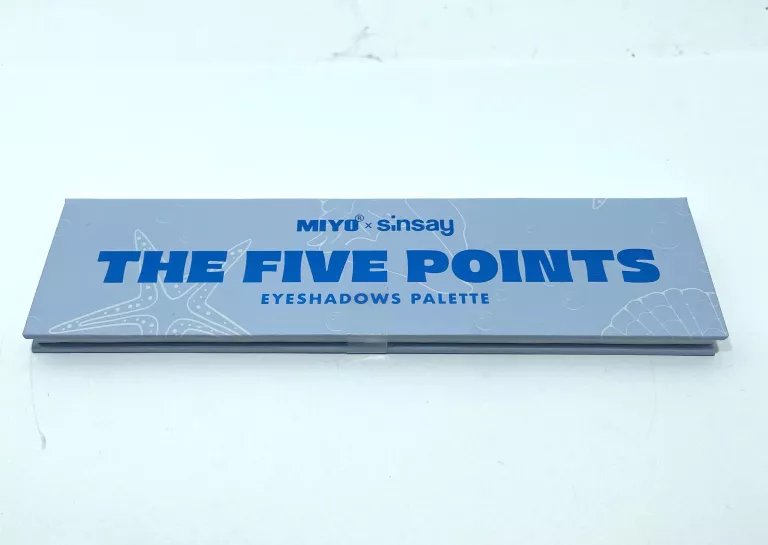 MIYO® × sinsay
THE FIVE POINTS
EYESHADOWS PALETTE